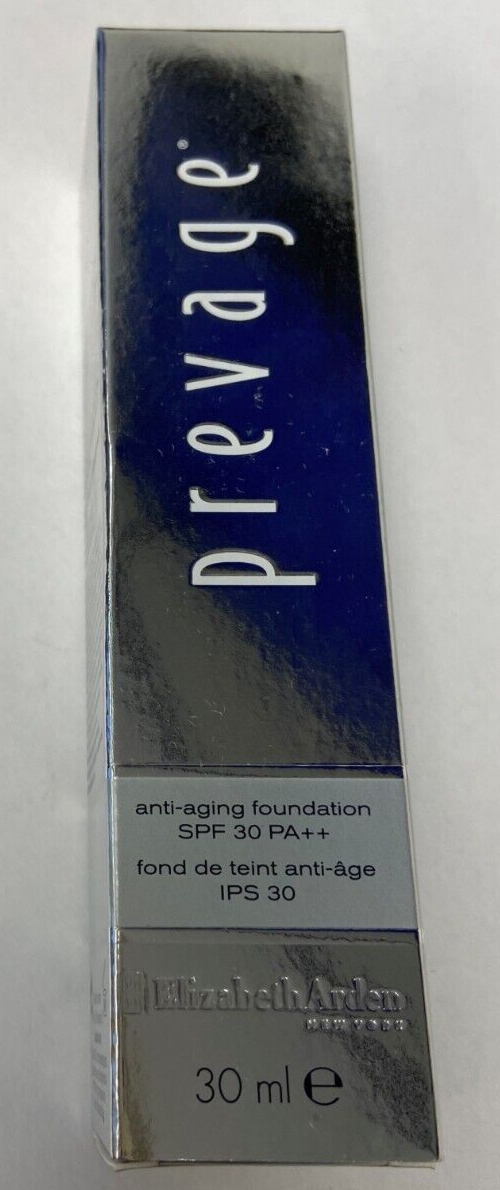 prevage®
anti-aging foundation
SPF 30 PA++
fond de teint anti-âge
IPS 30
Elizabeth Arden
NEW YORK
30 ml e